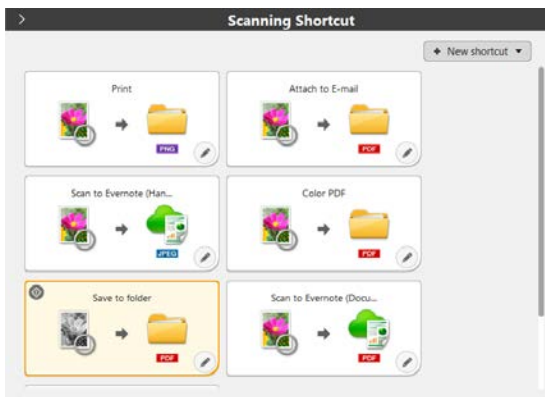 Scanning Shortcut
New shortcut
Print
PNG
Attach to E-mail
PDF
Scan to Evernote (Han...
JPEG
Color PDF
PDF
Save to folder
PDF
Scan to Evernote (Docu...
PDF